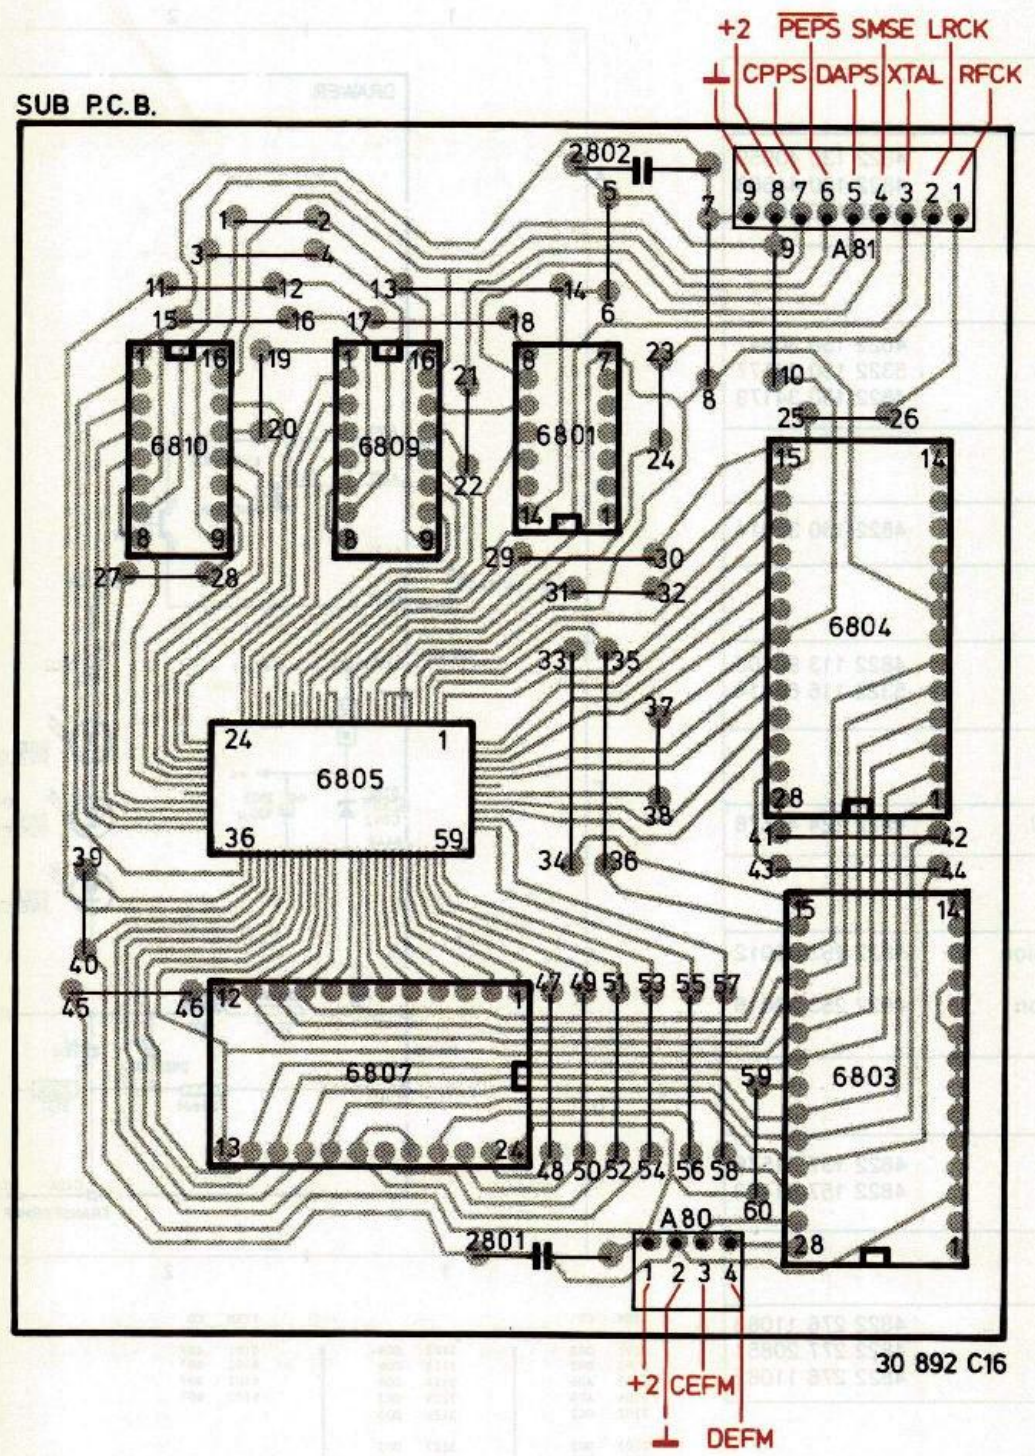 +2 PEPS SMSE LRCK
⊥ CPPS DAPS XTAL RFCK
SUB P.C.B.
2802
9 8 7 6 5 4 3 2 1
A81
5
7
1 2
9
3 4
11 12 13 14
6
15 16 17 18
1 16 19 1 16 8 7 23
21
8 10
25 26
20
6810 6809 6801
22 24
15 14
14 1
8 9 8 9
29 30
27 28
31 32
6804
33 35
37
24 1
6805
36 59
38
28 1
41 42
34 36
43 44
39
15 14
40
45 46 12 1 47 49 51 53 55 57
6807
59 6803
13 24
48 50 52 54 56 58
60
A80
2801
28 1
1 2 3 4
30 892 C16
+2 CEFM
⊥ DEFM